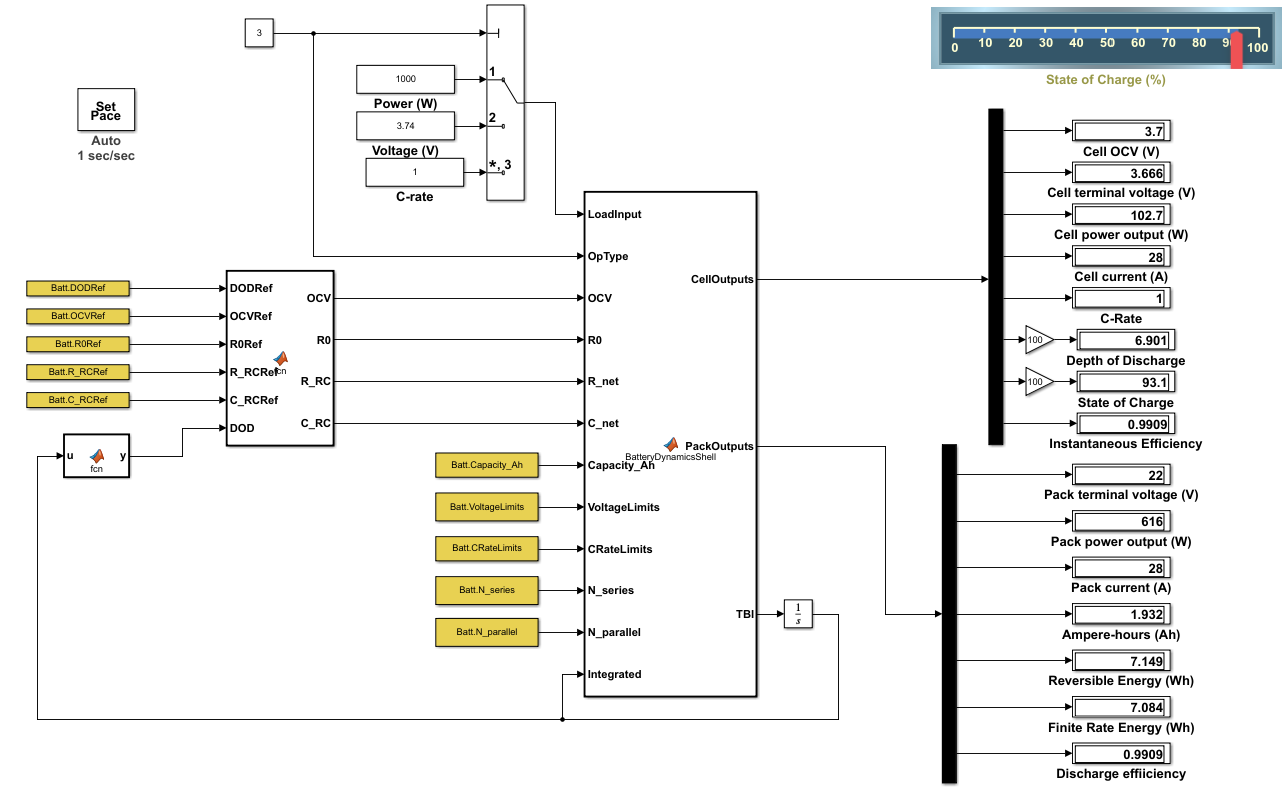 3
1
1000
Power (W)
2
3.74
Voltage (V)
*, 3
1
C-rate
Set
Pace
Auto
1 sec/sec
0 10 20 30 40 50 60 70 80 9 100
State of Charge (%)
Batt.DODRef
Batt.OCVRef
Batt.R0Ref
Batt.R_RCRef
Batt.C_RCRef
DODRef
OCVRef
R0Ref
R_RCRef
C_RCRef
DOD
fcn
OCV
R0
R_RC
C_RC
u
y
fcn
Batt.Capacity_Ah
Batt.VoltageLimits
Batt.CRateLimits
Batt.N_series
Batt.N_parallel
LoadInput
OpType
OCV
R0
R_net
C_net
Capacity_Ah
VoltageLimits
CRateLimits
N_series
N_parallel
Integrated
BatteryDynamicsShell
CellOutputs
PackOutputs
TBI
1
s
3.7
Cell OCV (V)
3.666
Cell terminal voltage (V)
102.7
Cell power output (W)
28
Cell current (A)
1
C-Rate
100
6.901
Depth of Discharge
100
93.1
State of Charge
0.9909
Instantaneous Efficiency
22
Pack terminal voltage (V)
616
Pack power output (W)
28
Pack current (A)
1.932
Ampere-hours (Ah)
7.149
Reversible Energy (Wh)
7.084
Finite Rate Energy (Wh)
0.9909
Discharge effiiciency